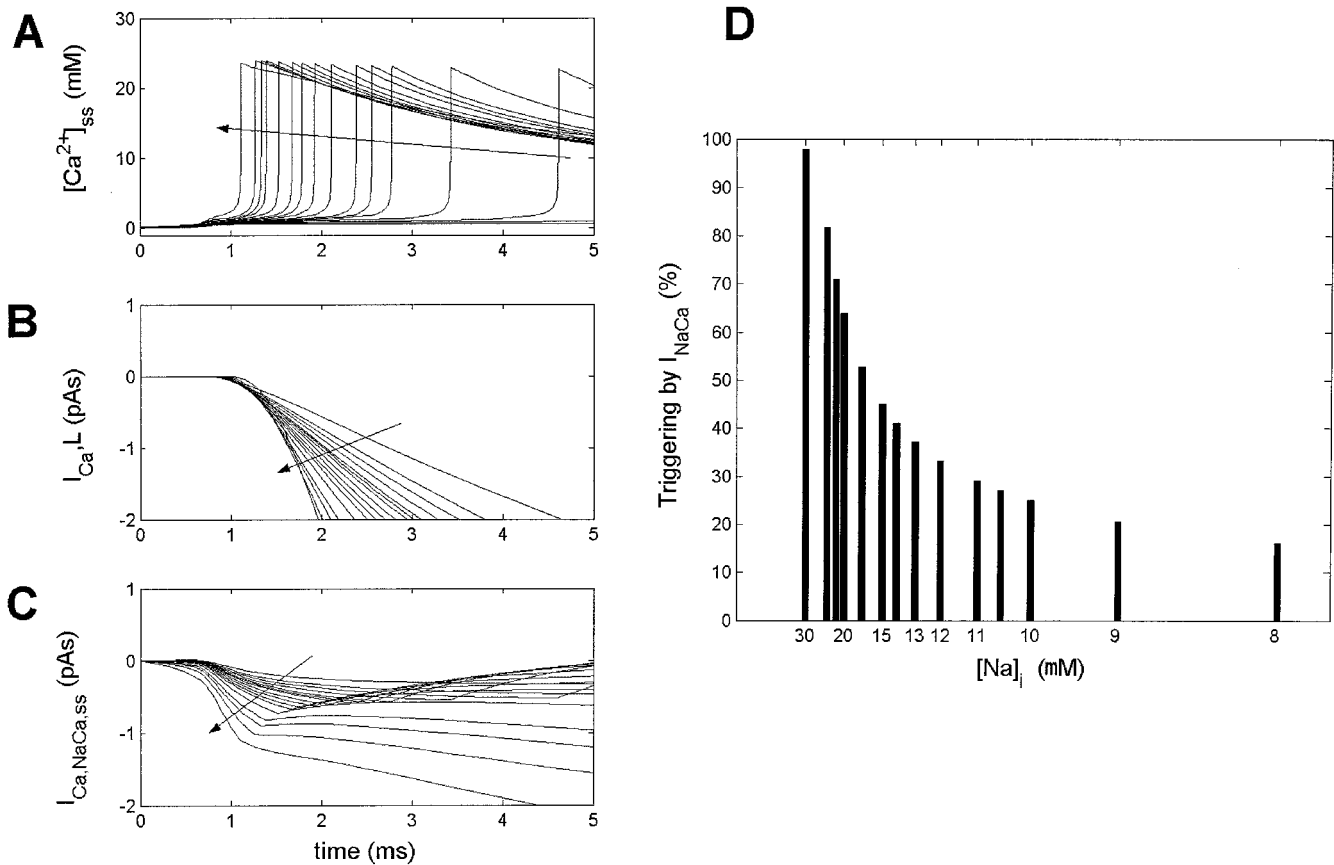 A
[Ca2+]ss (mM)
30
20
10
0
0 1 2 3 4 5
B
ICa,L (pAs)
1
0
-1
-2
0 1 2 3 4 5
C
ICa,NaCa,ss (pAs)
1
0
-1
-2
0 1 2 3 4 5
time (ms)
D
Triggering by INaCa (%)
100
90
80
70
60
50
40
30
20
10
0
30 20 15 13 12 11 10 9 8
[Na]i (mM)